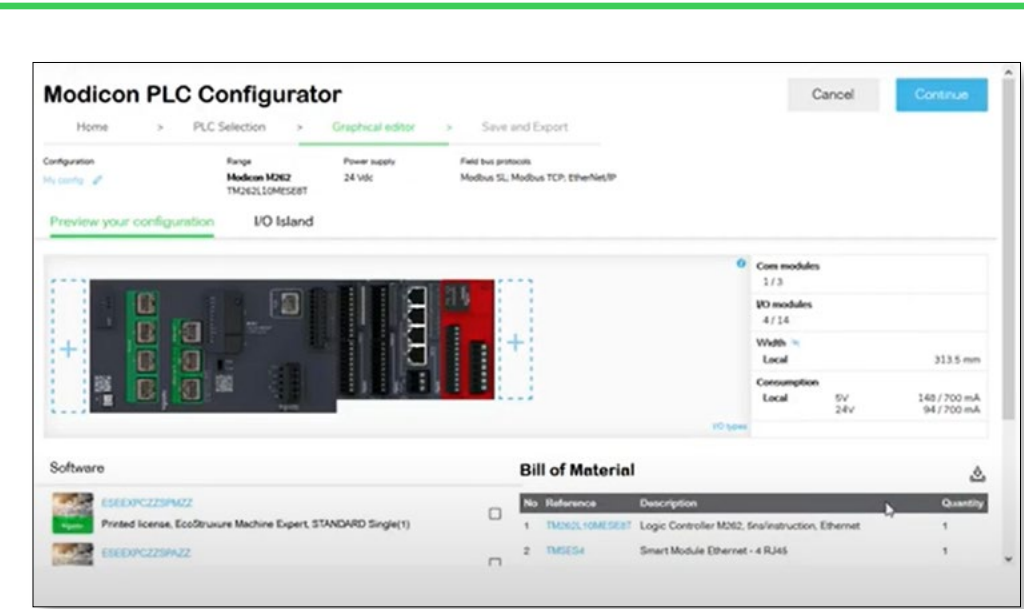 Modicon PLC Configurator
Cancel
Continue
Home > PLC Selection > Graphical editor > Save and Export
Configuration
My config
Range
Modicon M262
TM262L10MESE8T
Power supply
24 Vdc
Field bus protocols
Modbus SL, Modbus TCP, EtherNet/IP
Preview your configuration
I/O Island
+
+
I/O types
Com modules
1 / 3
I/O modules
4 / 14
Width
Local 313.5 mm
Consumption
Local 5V 148 / 700 mA
24V 94 / 700 mA
Software
ESEEXPCZZSPMZZ
Printed license, EcoStruxure Machine Expert, STANDARD Single(1)
ESEEXPCZZSPAZZ
Bill of Material
No Reference Description Quantity
1 TM262L10MESE8T Logic Controller M262, 5ns/instruction, Ethernet 1
2 TMSES4 Smart Module Ethernet - 4 RJ45 1